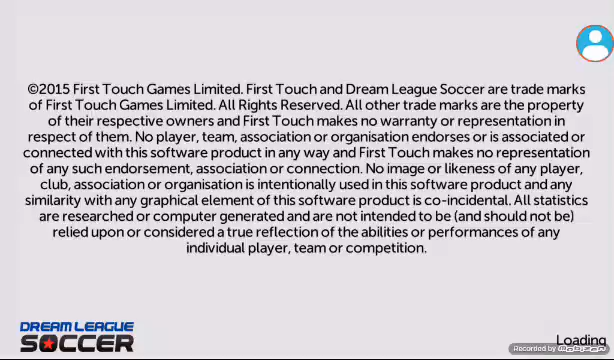 ©2015 First Touch Games Limited. First Touch and Dream League Soccer are trade marks
of First Touch Games Limited. All Rights Reserved. All other trade marks are the property
of their respective owners and First Touch makes no warranty or representation in
respect of them. No player, team, association or organisation endorses or is associated or
connected with this software product in any way and First Touch makes no representation
of any such endorsement, association or connection. No image or likeness of any player,
club, association or organisation is intentionally used in this software product and any
similarity with any graphical element of this software product is co-incidental. All statistics
are researched or computer generated and are not intended to be (and should not be)
relied upon or considered a true reflection of the abilities or performances of any
individual player, team or competition.
DREAM LEAGUE
SOCCER
Loading
Recorded by